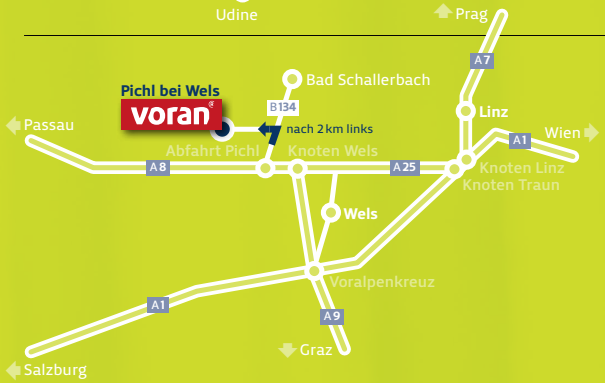 Udine
Prag
A7
Bad Schallerbach
Pichl bei Wels
voran®
B134
Linz
Passau
nach 2 km links
Wien
A1
Abfahrt Pichl
Knoten Wels
A8
A25
Knoten Linz
Knoten Traun
Wels
Voralpenkreuz
A1
A9
Graz
Salzburg